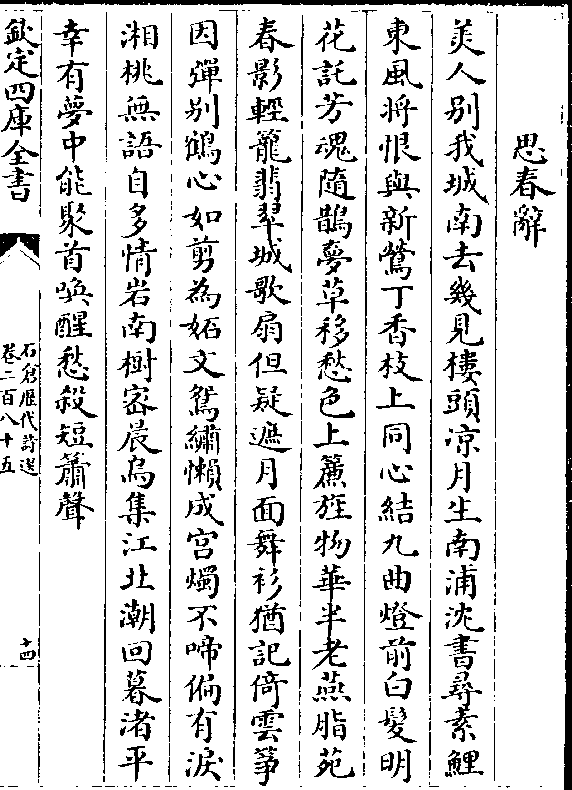 思春辭
美人别我城南去幾見樓頭凉月生南浦沈書尋素鯉
東風将恨與新鶯丁香枝上同心結九曲燈前白髮明
花託芳魂隨鵲夢草移愁色上簾旌物華半老燕脂苑
春影輕籠翡翠城歌扇但疑遮月面舞衫猶記倚雲筝
因彈别鶴心如剪為妬文鴛繡懶成宫燭不啼偏有淚
湘桃無語自多情岩南樹密晨烏集江北潮回暮渚平
幸有夢中能聚首喚醒愁殺短簫聲
欽定四庫全書
石倉歷代詩選
卷二百八十五
十四